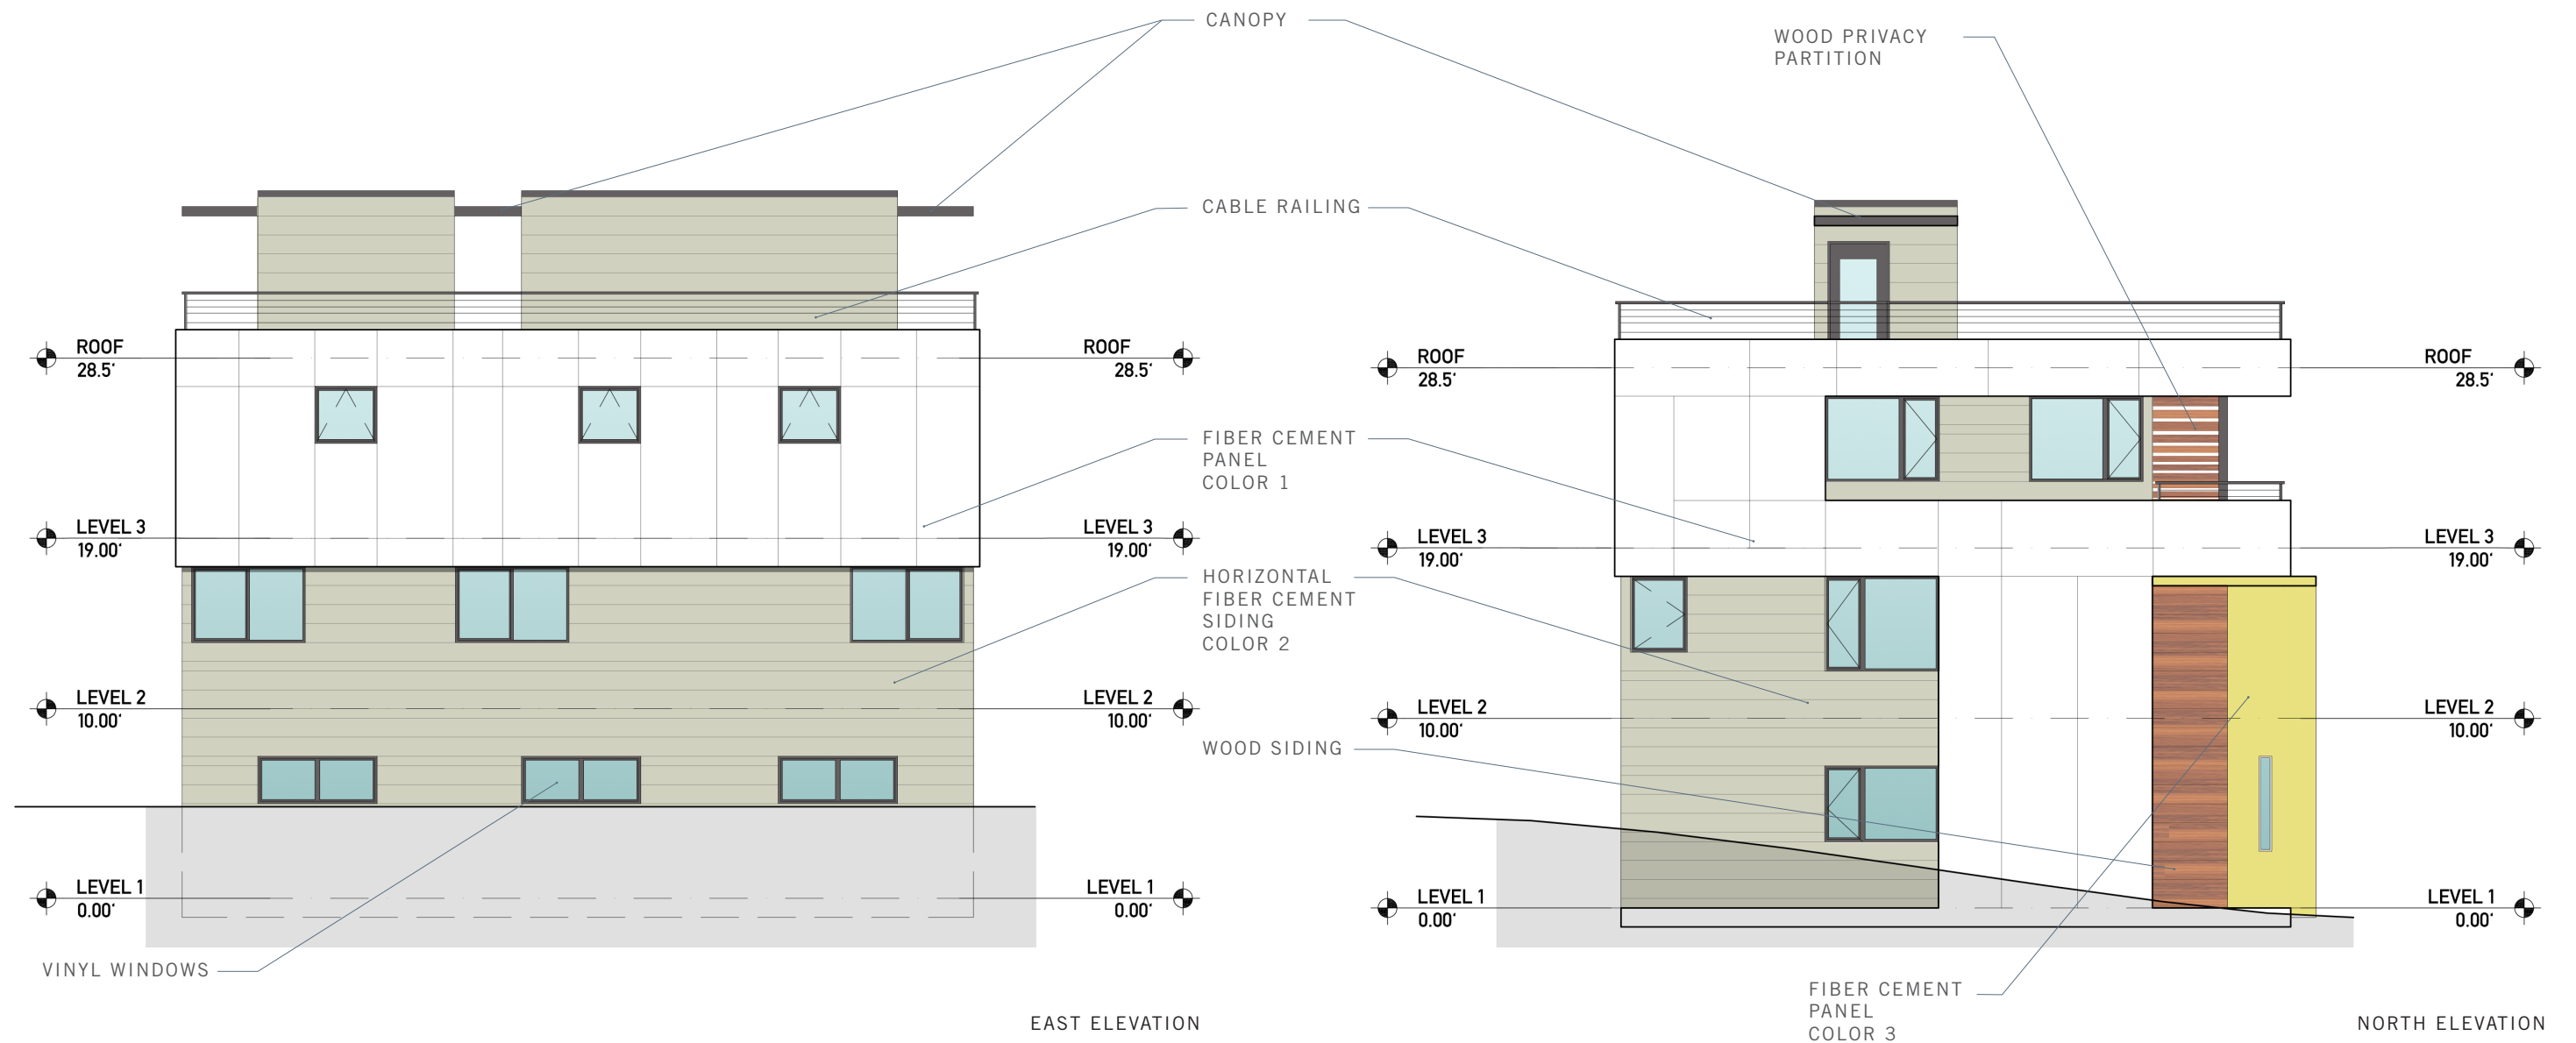 CANOPY
WOOD PRIVACY
PARTITION
CABLE RAILING
ROOF
28.5'
ROOF
28.5'
ROOF
28.5'
ROOF
28.5'
FIBER CEMENT
PANEL
COLOR 1
LEVEL 3
19.00'
LEVEL 3
19.00'
LEVEL 3
19.00'
LEVEL 3
19.00'
HORIZONTAL
FIBER CEMENT
SIDING
COLOR 2
LEVEL 2
10.00'
LEVEL 2
10.00'
LEVEL 2
10.00'
LEVEL 2
10.00'
WOOD SIDING
LEVEL 1
0.00'
LEVEL 1
0.00'
LEVEL 1
0.00'
LEVEL 1
0.00'
VINYL WINDOWS
FIBER CEMENT
PANEL
COLOR 3
EAST ELEVATION
NORTH ELEVATION